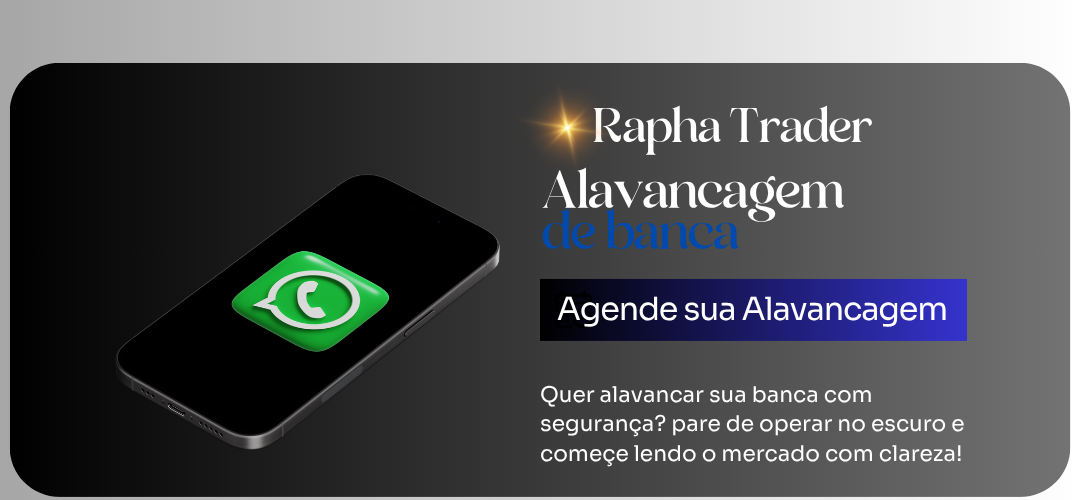 Rapha Trader
Alavancagem
de banca
Agende sua Alavancagem
Quer alavancar sua banca com
segurança? pare de operar no escuro e
começe lendo o mercado com clareza!